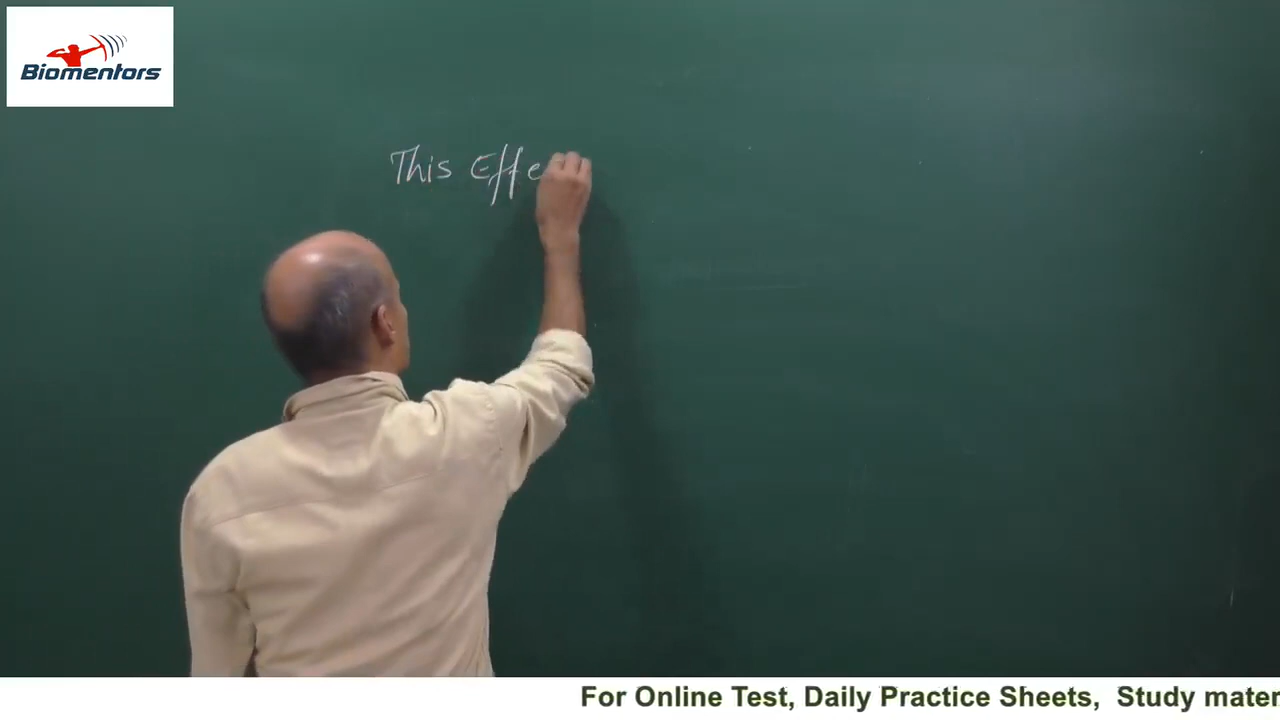 Biomentors
This Effe
For Online Test, Daily Practice Sheets, Study mater